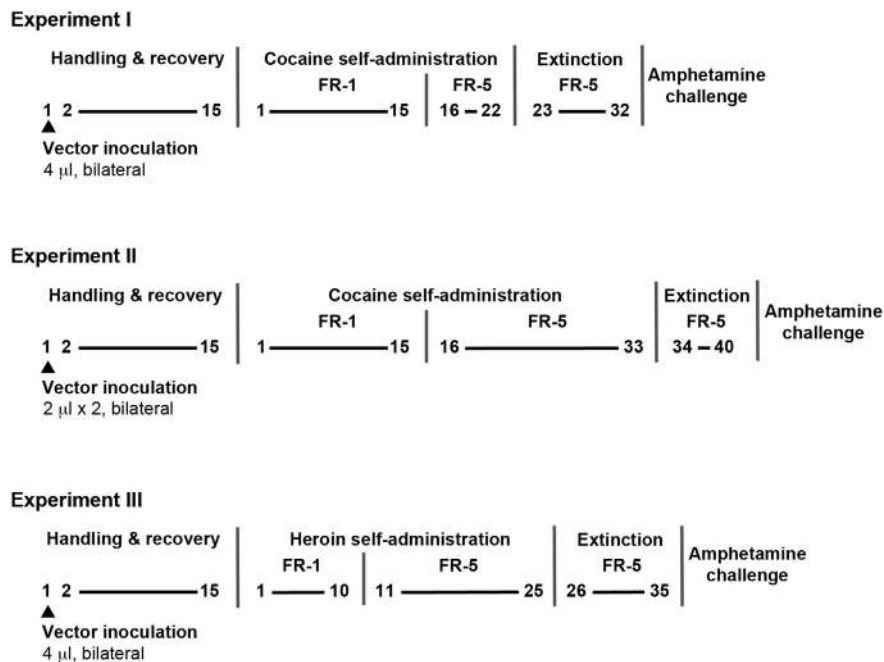 Experiment I
Handling & recovery Cocaine self-administration Extinction
FR-1 FR-5 FR-5 Amphetamine
challenge
1 2 15 1 15 16 22 23 32
Vector inoculation
4 µl, bilateral
Experiment II
Handling & recovery Cocaine self-administration Extinction
FR-1 FR-5 FR-5 Amphetamine
challenge
1 2 15 1 15 16 33 34 40
Vector inoculation
2 µl x 2, bilateral
Experiment III
Handling & recovery Heroin self-administration Extinction
FR-1 FR-5 FR-5 Amphetamine
challenge
1 2 15 1 10 11 25 26 35
Vector inoculation
4 µl, bilateral